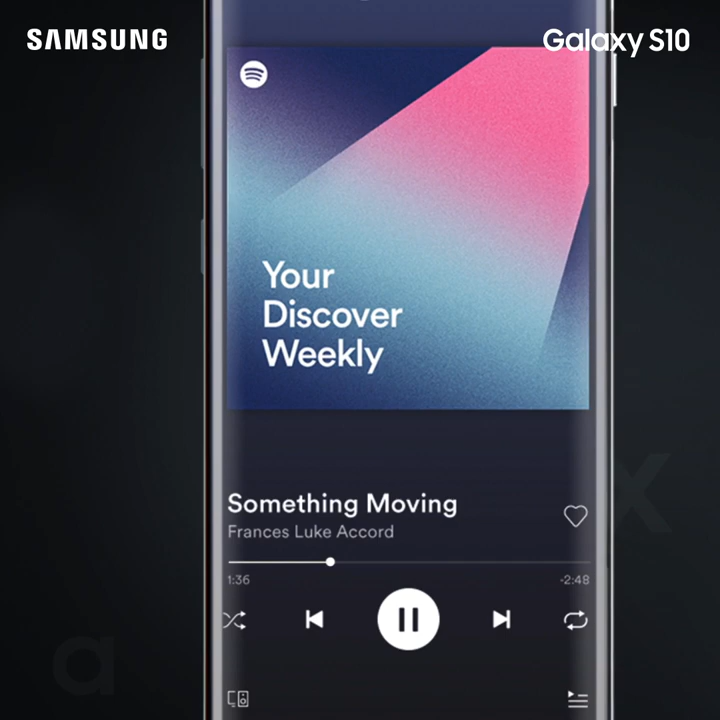 SAMSUNG
Galaxy S10
Your
Discover
Weekly
Something Moving
Frances Luke Accord
1:36
-2:48
x
a